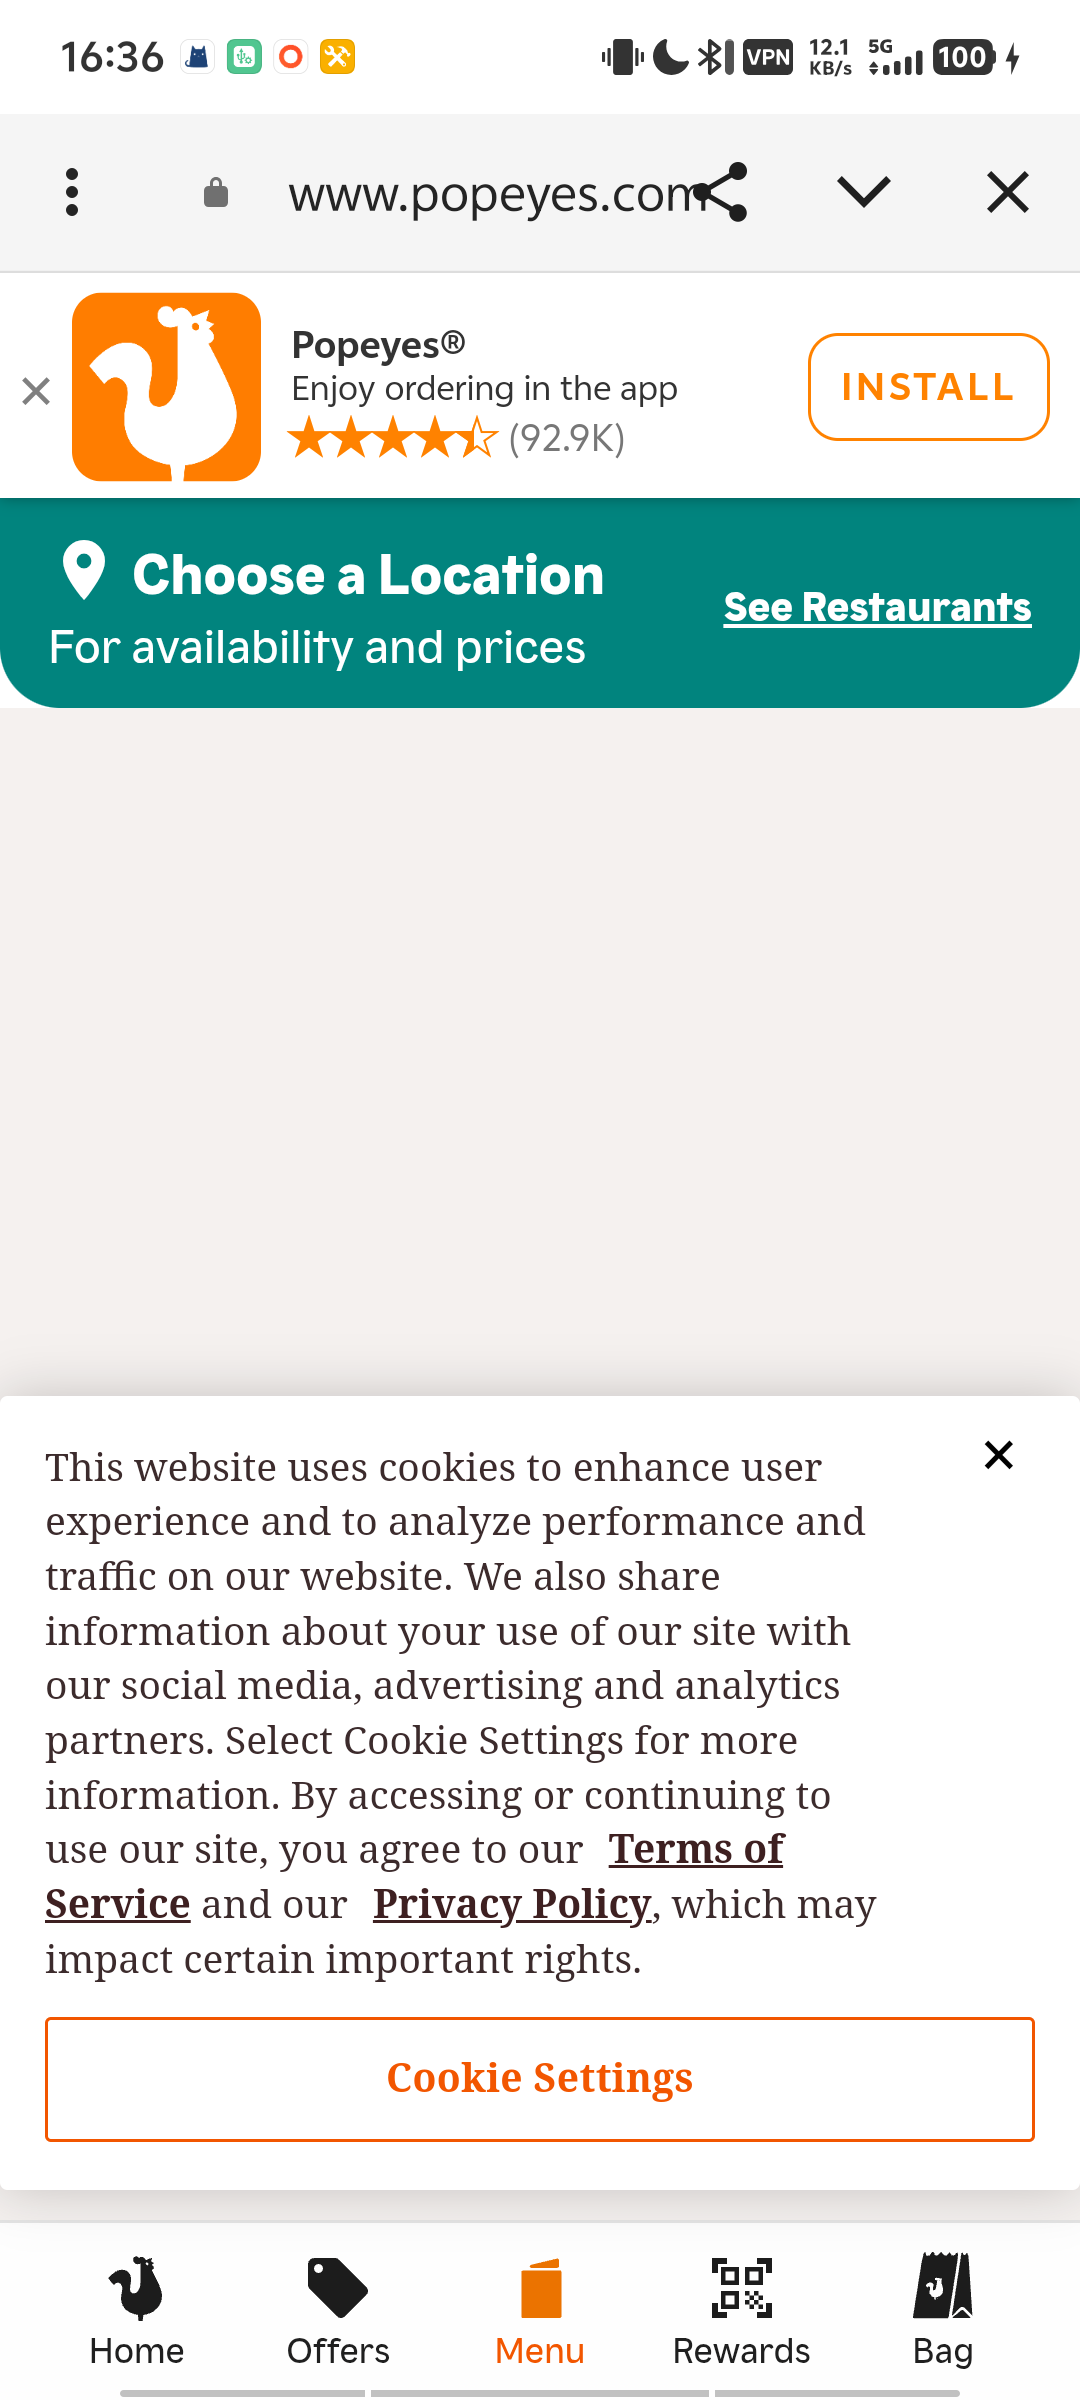 16:36
VPN
12.1
KB/s
5G
100
www.popeyes.com
Popeyes®
Enjoy ordering in the app
(92.9K)
INSTALL
Choose a Location
For availability and prices
See Restaurants
This website uses cookies to enhance user
experience and to analyze performance and
traffic on our website. We also share
information about your use of our site with
our social media, advertising and analytics
partners. Select Cookie Settings for more
information. By accessing or continuing to
use our site, you agree to our Terms of
Service and our Privacy Policy, which may
impact certain important rights.
Cookie Settings
Home
Offers
Menu
Rewards
Bag